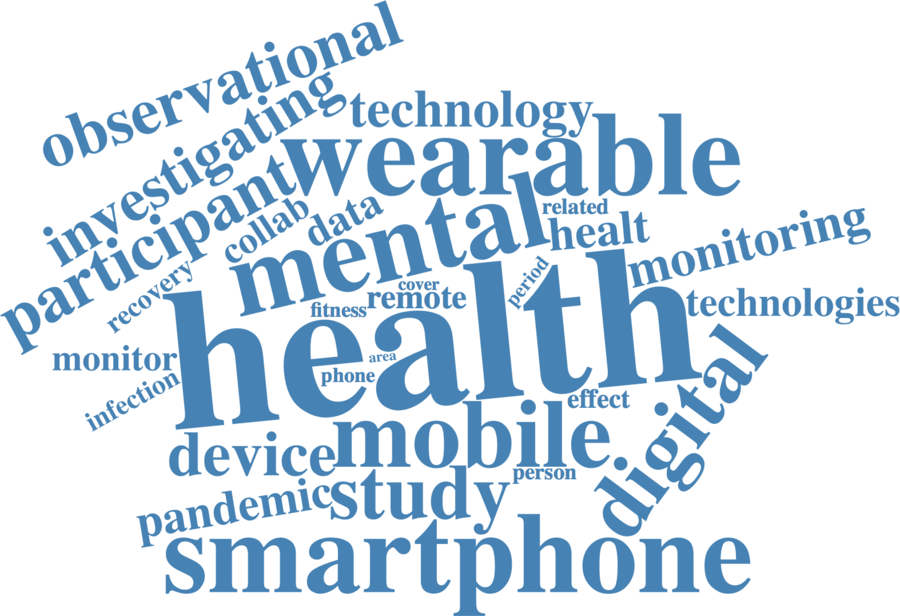 observational
investigating
technology
wearable
participant
collab
data
mental
related
healt
monitoring
recovery
cover
period
fitness
remote
health
technologies
monitor
area
phone
infection
effect
digital
mobile
device
person
study
pandemic
smartphone